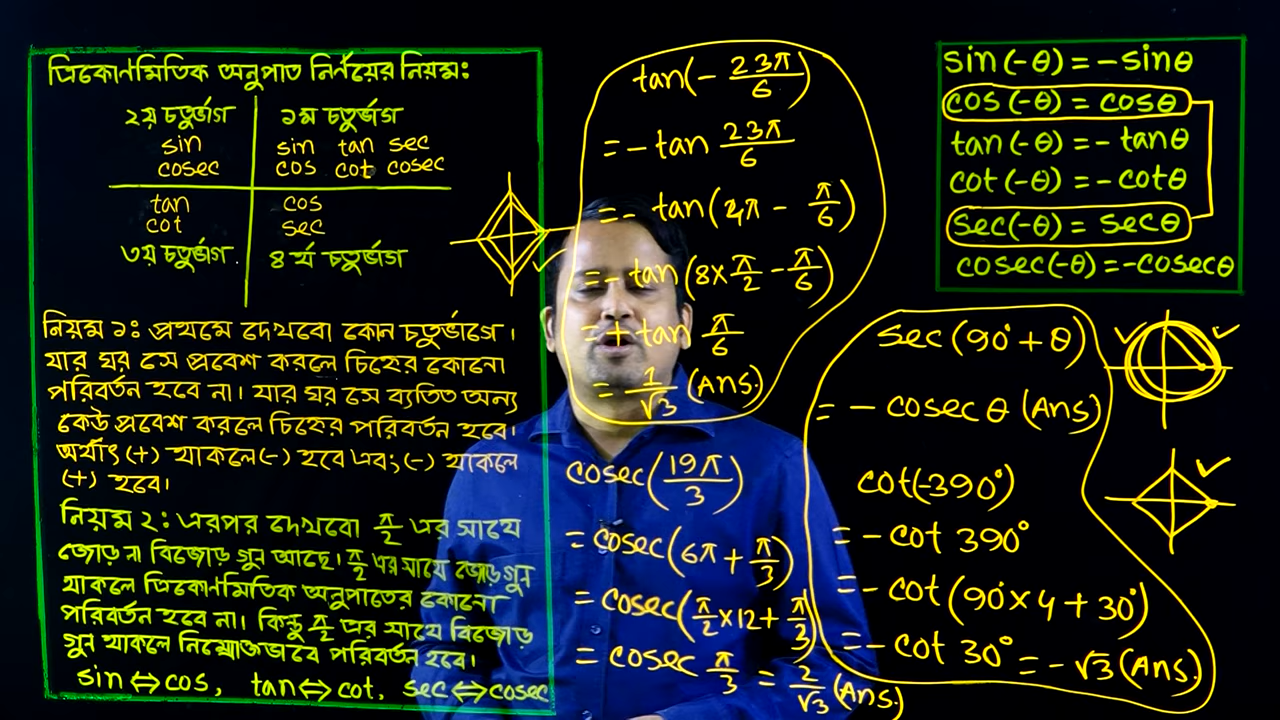 ত্রিকোণমিতিক অনুপাত নির্ণয়ের নিয়মঃ
২য় চতুর্ভাগ
sin
cosec
১ম চতুর্ভাগ
sin tan sec
cos cot cosec
tan
cot
৩য় চতুর্ভাগ.
cos
sec
৪র্থ চতুর্ভাগ
নিয়ম ১ঃ প্রথমে দেখবো কোন চতুর্ভাগে।
যার ঘর সে প্রবেশ করলে চিহ্নের কোনো
পরিবর্তন হবে না। যার ঘর সে ব্যতিত অন্য
কেউ প্রবেশ করলে চিহ্নের পরিবর্তন হবে।
অর্থাৎ (+) থাকলে (-) হবে এবং (-) থাকলে
(+) হবে।
নিয়ম ২ঃ এরপর দেখবো π/2 এর সাথে
জোড় না বিজোড় গুন আছে। π/2 এর সাথে জোড় গুন
থাকলে ত্রিকোণমিতিক অনুপাতের কোনো
পরিবর্তন হবে না। কিন্তু π/2 এর সাথে বিজোড়
গুন থাকলে নিম্নোক্তভাবে পরিবর্তন হবে।
sin⇔cos, tan⇔cot, sec⇔cosec
tan(- 23π/6)
= - tan 23π/6
= - tan(4π - π/6)
= - tan(8×π/2 - π/6)
= + tan π/6
= 1/√3 (Ans.)
cosec(19π/3)
= cosec(6π + π/3)
= cosec(π/2×12 + π/3)
= cosec π/3 = 2/√3 (Ans.)
sin(-θ) = -sinθ
cos(-θ) = cosθ
tan(-θ) = -tanθ
cot(-θ) = -cotθ
sec(-θ) = secθ
cosec(-θ) = -cosecθ
sec(90° + θ)
= - cosec θ (Ans)
cot(-390°)
= - cot 390°
= - cot (90°×4 + 30°)
= - cot 30° = - √3 (Ans.)